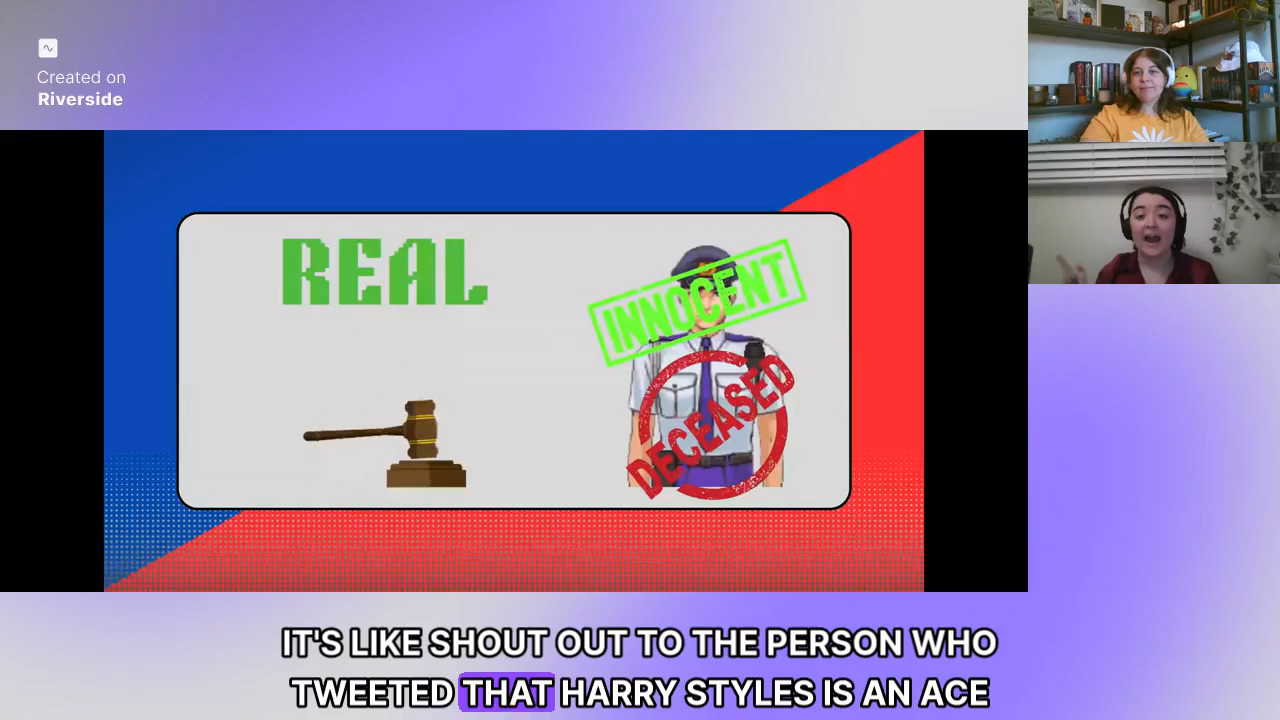 Created on
Riverside
REAL
INNOCENT
DECEASED
IT'S LIKE SHOUT OUT TO THE PERSON WHO
TWEETED THAT HARRY STYLES IS AN ACE